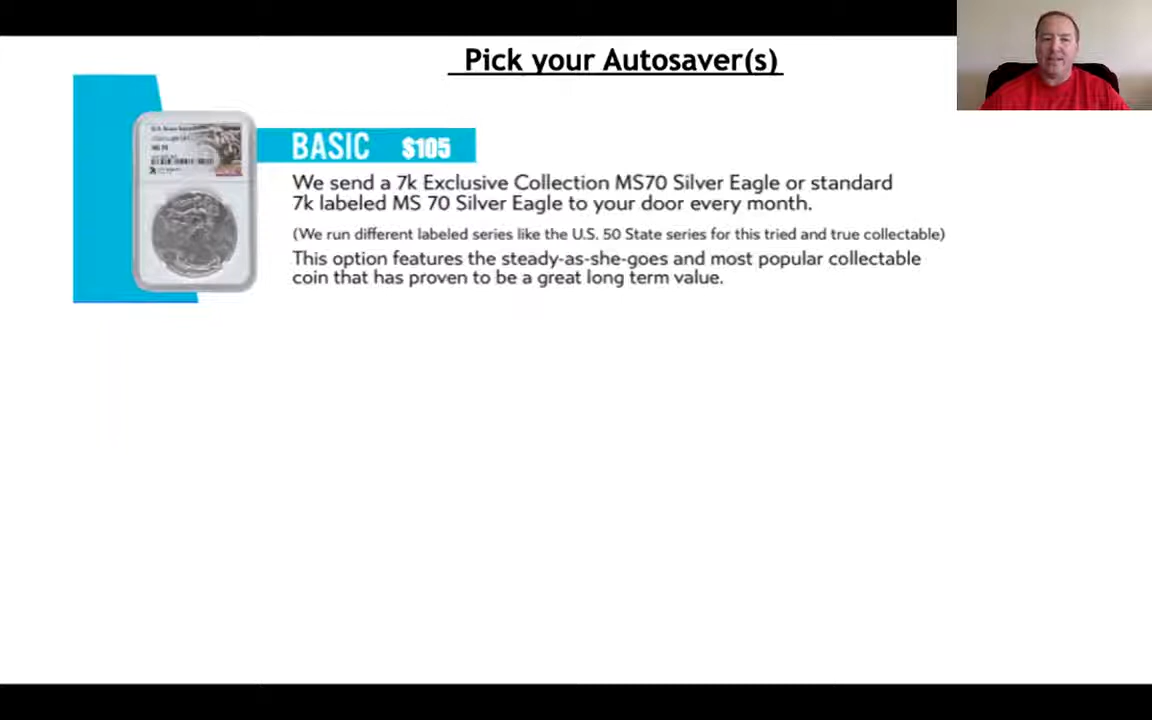 Pick your Autosaver(s)
BASIC $105
MS 70
We send a 7k Exclusive Collection MS70 Silver Eagle or standard
7k labeled MS 70 Silver Eagle to your door every month.
(We run different labeled series like the U.S. 50 State series for this tried and true collectable)
This option features the steady-as-she-goes and most popular collectable
coin that has proven to be a great long term value.